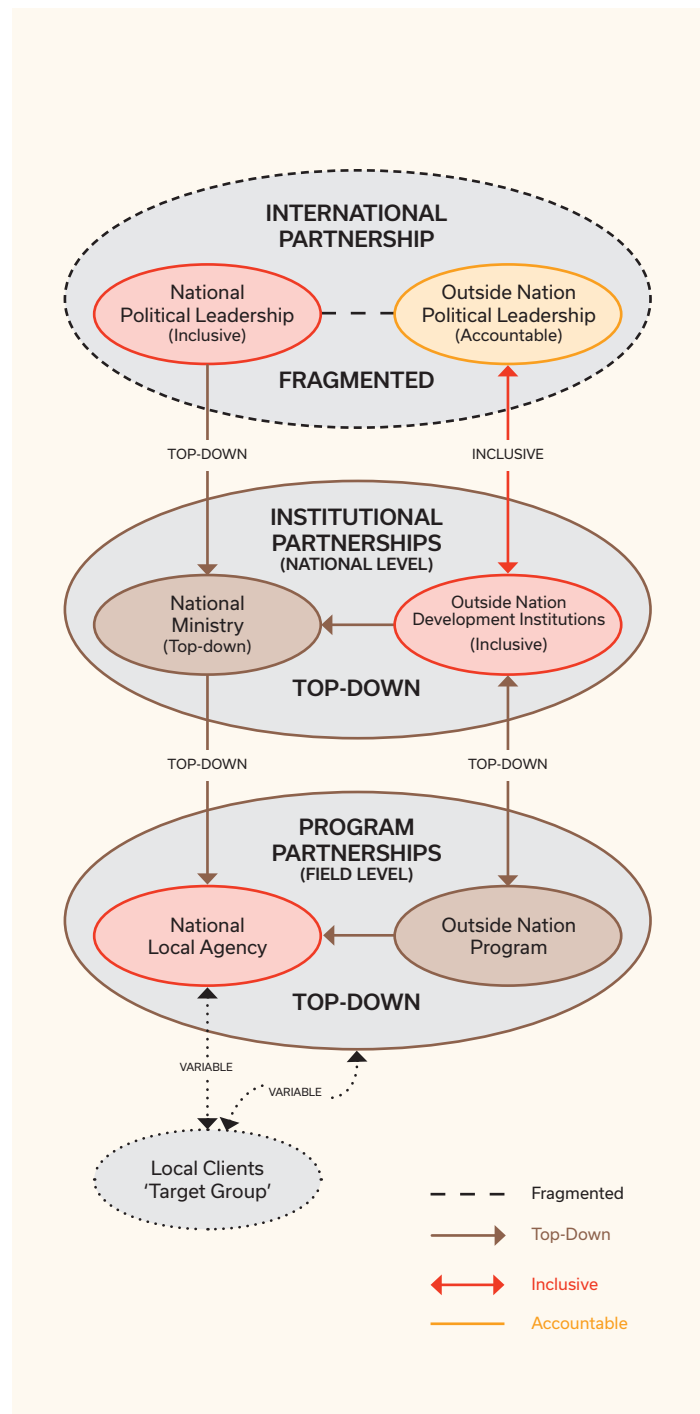 INTERNATIONAL
PARTNERSHIP
National
Political Leadership
(Inclusive)
Outside Nation
Political Leadership
(Accountable)
FRAGMENTED
TOP-DOWN
INCLUSIVE
INSTITUTIONAL
PARTNERSHIPS
(NATIONAL LEVEL)
National
Ministry
(Top-down)
Outside Nation
Development Institutions
(Inclusive)
TOP-DOWN
TOP-DOWN
TOP-DOWN
PROGRAM
PARTNERSHIPS
(FIELD LEVEL)
National
Local Agency
Outside Nation
Program
TOP-DOWN
VARIABLE
VARIABLE
Local Clients
'Target Group'
Fragmented
Top-Down
Inclusive
Accountable